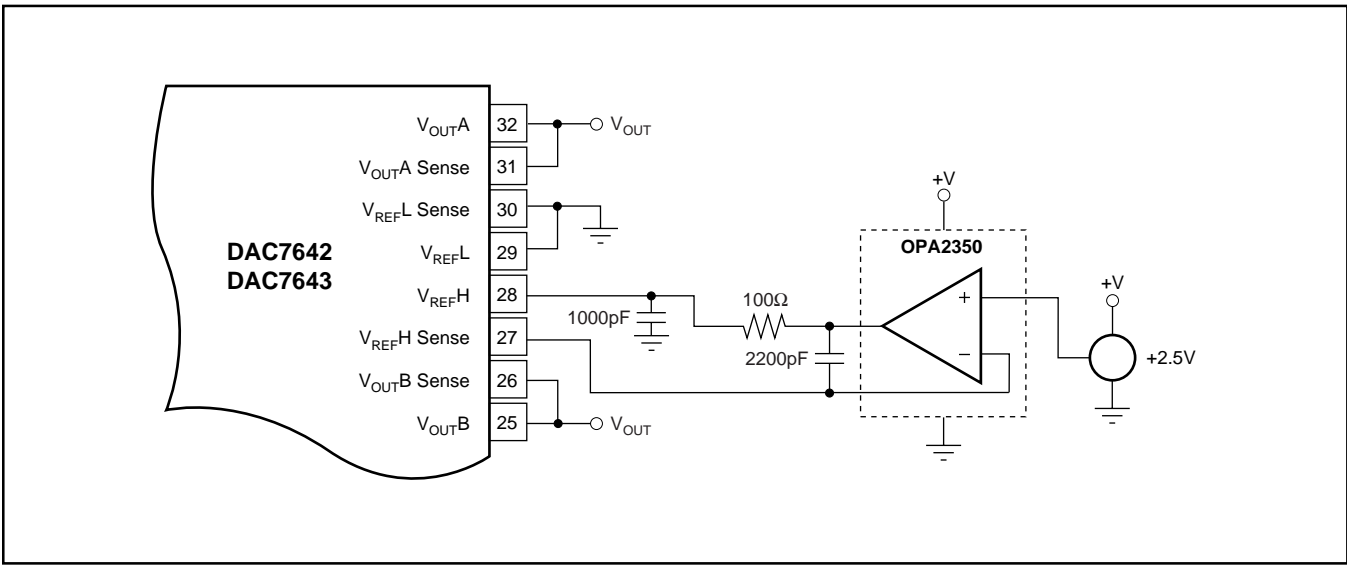 DAC7642
DAC7643
VOUTA 32
VOUTA Sense 31
VREFL Sense 30
VREFL 29
VREFH 28
VREFH Sense 27
VOUTB Sense 26
VOUTB 25
VOUT
VOUT
1000pF
100Ω
2200pF
+V
OPA2350
+
–
+V
+2.5V